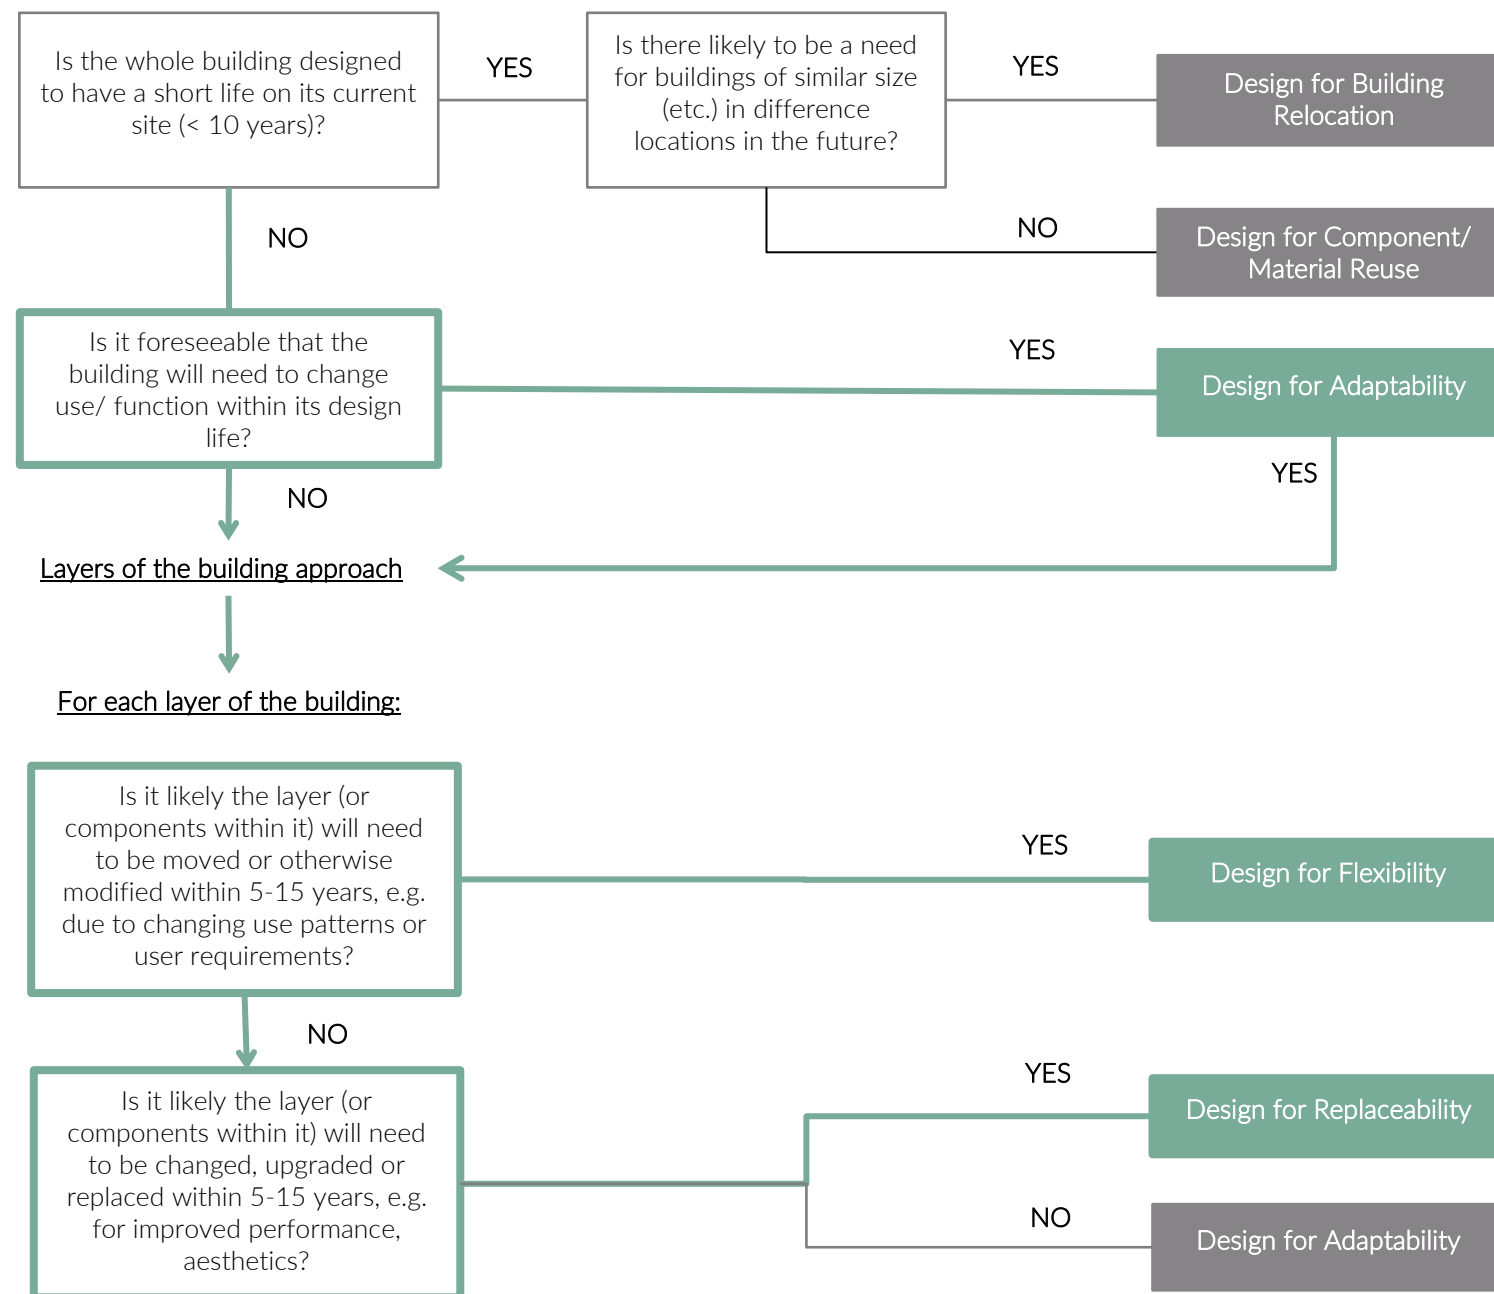 Is the whole building designed
to have a short life on its current
site (< 10 years)?
YES
Is there likely to be a need
for buildings of similar size
(etc.) in difference
locations in the future?
YES
Design for Building
Relocation
NO
Design for Component/
Material Reuse
NO
Is it foreseeable that the
building will need to change
use/ function within its design
life?
YES
Design for Adaptability
YES
NO
Layers of the building approach
For each layer of the building:
Is it likely the layer (or
components within it) will need
to be moved or otherwise
modified within 5-15 years, e.g.
due to changing use patterns or
user requirements?
YES
Design for Flexibility
NO
Is it likely the layer (or
components within it) will need
to be changed, upgraded or
replaced within 5-15 years, e.g.
for improved performance,
aesthetics?
YES
Design for Replaceability
NO
Design for Adaptability